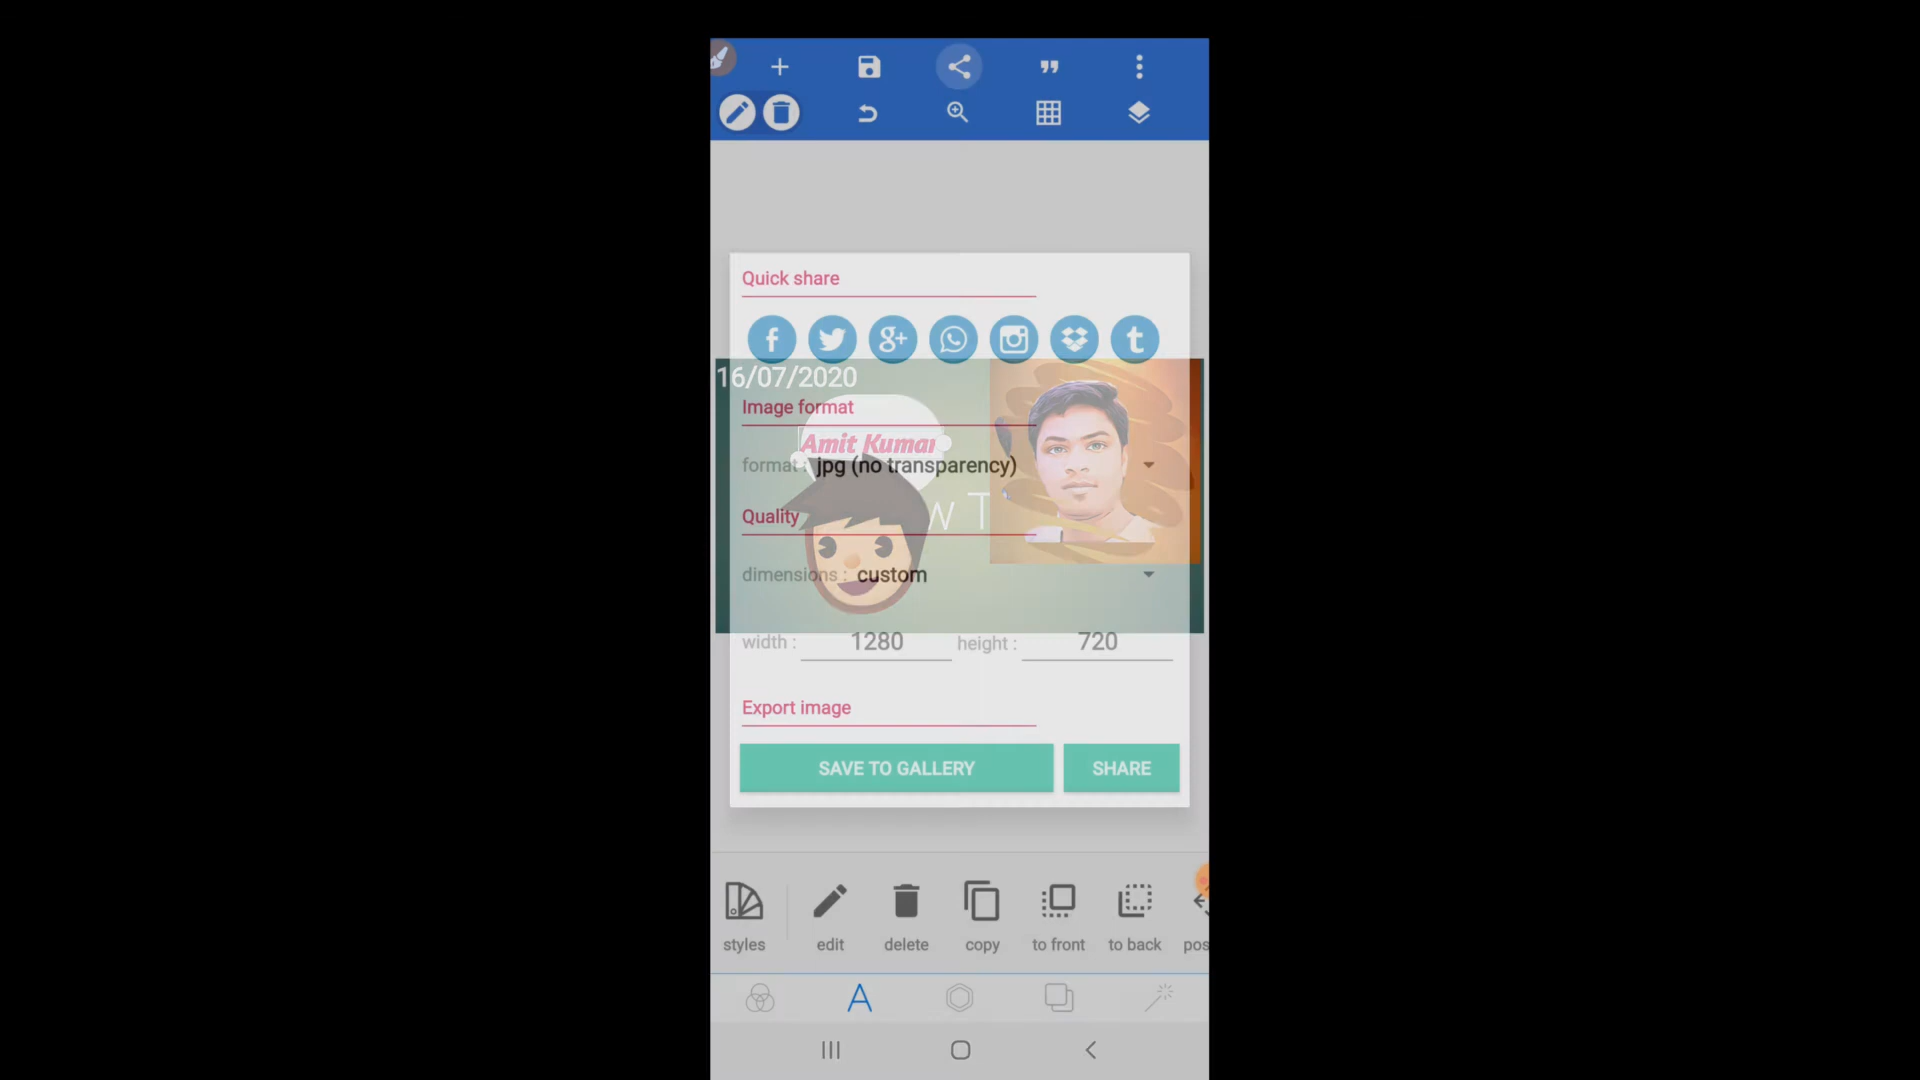 Quick share
16/07/2020
Image format
Amit Kumar
format : jpg (no transparency)
w T
Quality
dimensions : custom
width : 1280 height : 720
Export image
SAVE TO GALLERY SHARE
styles edit delete copy to front to back pos